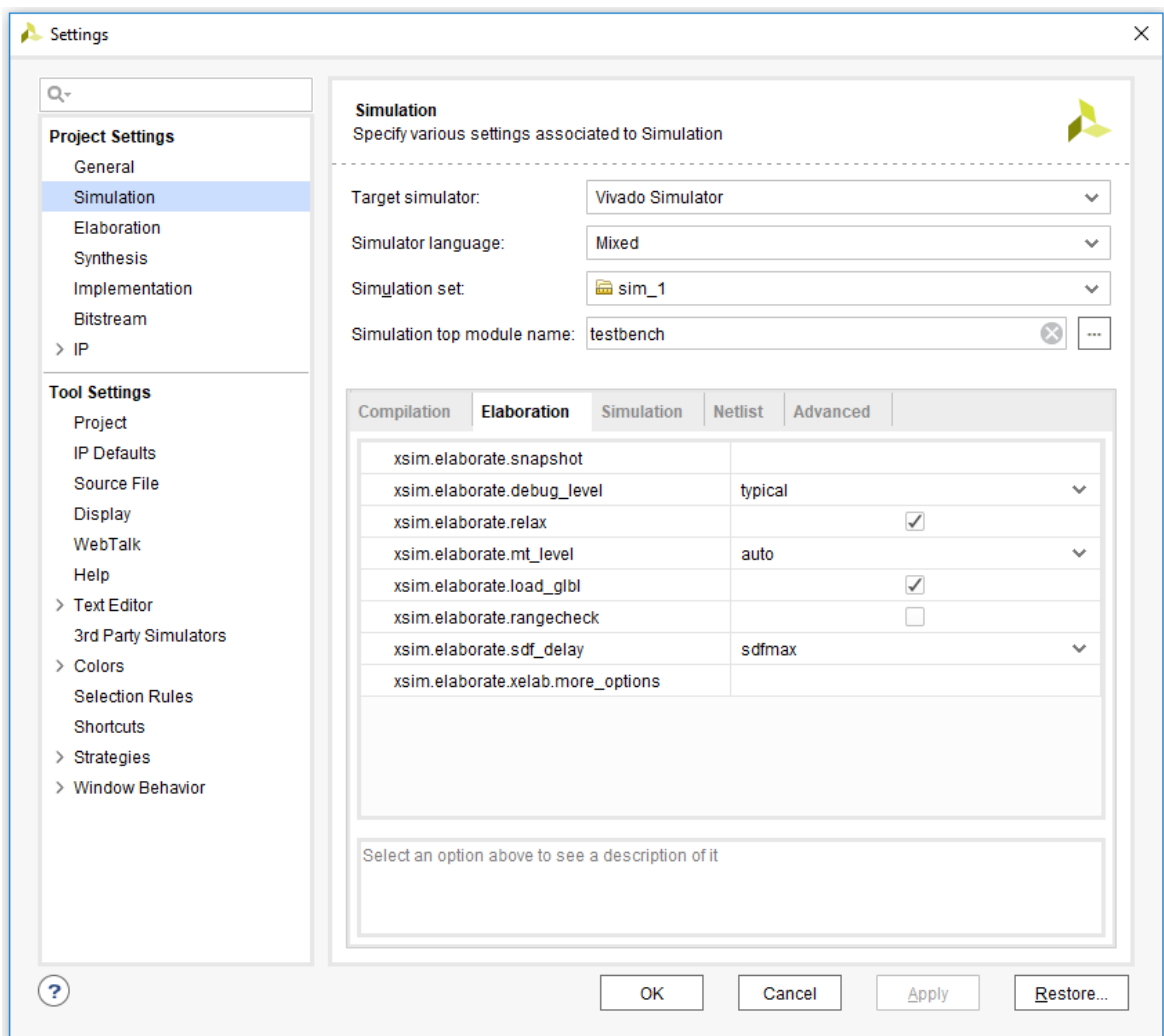 Settings
Project Settings
General
Simulation
Elaboration
Synthesis
Implementation
Bitstream
IP
Tool Settings
Project
IP Defaults
Source File
Display
WebTalk
Help
Text Editor
3rd Party Simulators
Colors
Selection Rules
Shortcuts
Strategies
Window Behavior
Simulation
Specify various settings associated to Simulation
Target simulator: Vivado Simulator
Simulator language: Mixed
Simulation set: sim_1
Simulation top module name: testbench ...
Compilation Elaboration Simulation Netlist Advanced
xsim.elaborate.snapshot
xsim.elaborate.debug_level typical
xsim.elaborate.relax
xsim.elaborate.mt_level auto
xsim.elaborate.load_glbl
xsim.elaborate.rangecheck
xsim.elaborate.sdf_delay sdfmax
xsim.elaborate.xelab.more_options
Select an option above to see a description of it
? OK Cancel Apply Restore...